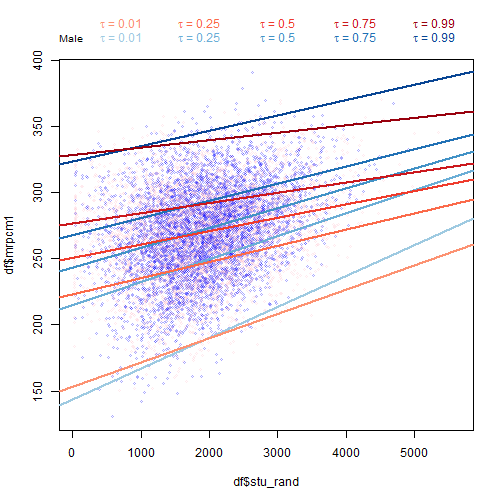 τ = 0.01 τ = 0.25 τ = 0.5 τ = 0.75 τ = 0.99
Male τ = 0.01 τ = 0.25 τ = 0.5 τ = 0.75 τ = 0.99
400
350
300
250
200
150
df$mrpcm1
0 1000 2000 3000 4000 5000
df$stu_rand